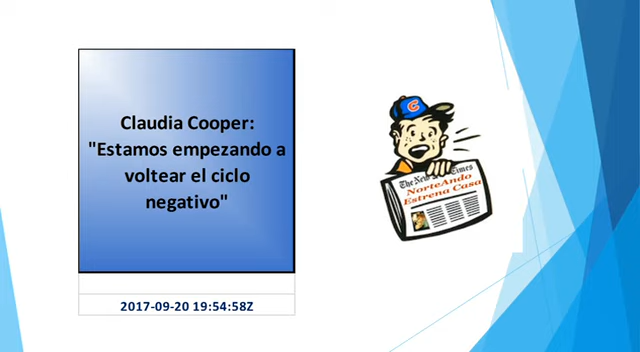 Claudia Cooper:
"Estamos empezando a
voltear el ciclo
negativo"
2017-09-20 19:54:58Z
C
The New Times
NorteAndo
Estrena Casa